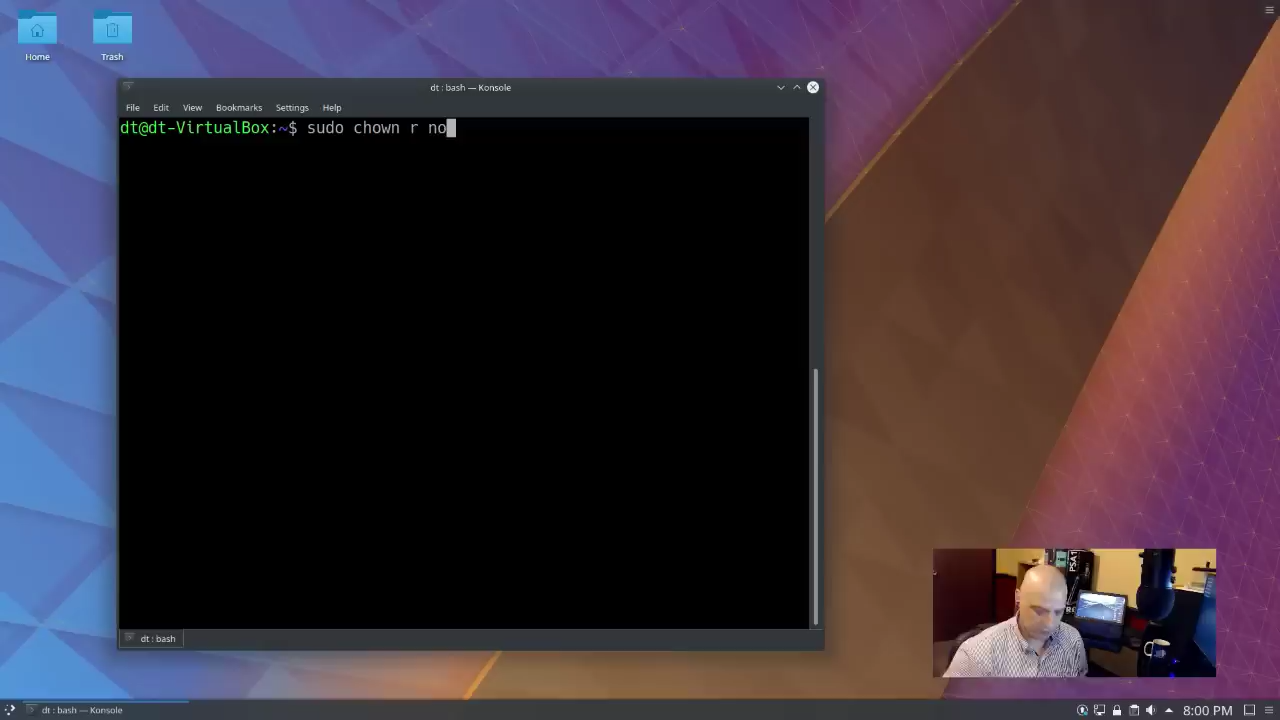 Home
Trash
dt : bash — Konsole
File Edit View Bookmarks Settings Help
dt@dt-VirtualBox:~$ sudo chown r no
dt : bash
PSA1
dt : bash — Konsole
8:00 PM